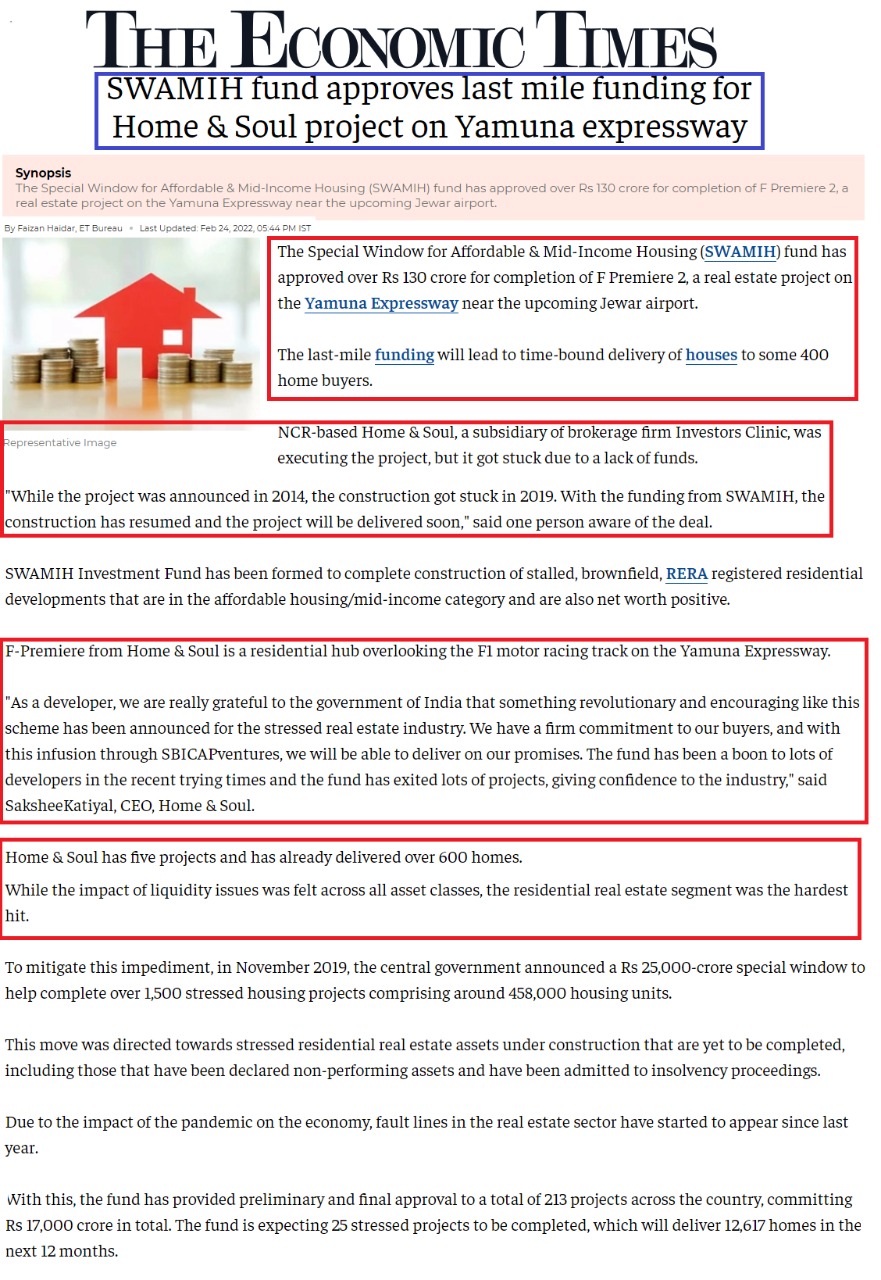 THE ECONOMIC TIMES
SWAMIH fund approves last mile funding for
Home & Soul project on Yamuna expressway
Synopsis
The Special Window for Affordable & Mid-Income Housing (SWAMIH) fund has approved over Rs 130 crore for completion of F Premiere 2, a
real estate project on the Yamuna Expressway near the upcoming Jewar airport.
By Faizan Haidar, ET Bureau • Last Updated: Feb 24, 2022, 05:44 PM IST
The Special Window for Affordable & Mid-Income Housing (SWAMIH) fund has
approved over Rs 130 crore for completion of F Premiere 2, a real estate project on
the Yamuna Expressway near the upcoming Jewar airport.
The last-mile funding will lead to time-bound delivery of houses to some 400
home buyers.
Representative Image
NCR-based Home & Soul, a subsidiary of brokerage firm Investors Clinic, was
executing the project, but it got stuck due to a lack of funds.
"While the project was announced in 2014, the construction got stuck in 2019. With the funding from SWAMIH, the
construction has resumed and the project will be delivered soon," said one person aware of the deal.
SWAMIH Investment Fund has been formed to complete construction of stalled, brownfield, RERA registered residential
developments that are in the affordable housing/mid-income category and are also net worth positive.
F-Premiere from Home & Soul is a residential hub overlooking the F1 motor racing track on the Yamuna Expressway.
"As a developer, we are really grateful to the government of India that something revolutionary and encouraging like this
scheme has been announced for the stressed real estate industry. We have a firm commitment to our buyers, and with
this infusion through SBICAPventures, we will be able to deliver on our promises. The fund has been a boon to lots of
developers in the recent trying times and the fund has exited lots of projects, giving confidence to the industry," said
SaksheeKatiyal, CEO, Home & Soul.
Home & Soul has five projects and has already delivered over 600 homes.
While the impact of liquidity issues was felt across all asset classes, the residential real estate segment was the hardest
hit.
To mitigate this impediment, in November 2019, the central government announced a Rs 25,000-crore special window to
help complete over 1,500 stressed housing projects comprising around 458,000 housing units.
This move was directed towards stressed residential real estate assets under construction that are yet to be completed,
including those that have been declared non-performing assets and have been admitted to insolvency proceedings.
Due to the impact of the pandemic on the economy, fault lines in the real estate sector have started to appear since last
year.
With this, the fund has provided preliminary and final approval to a total of 213 projects across the country, committing
Rs 17,000 crore in total. The fund is expecting 25 stressed projects to be completed, which will deliver 12,617 homes in the
next 12 months.